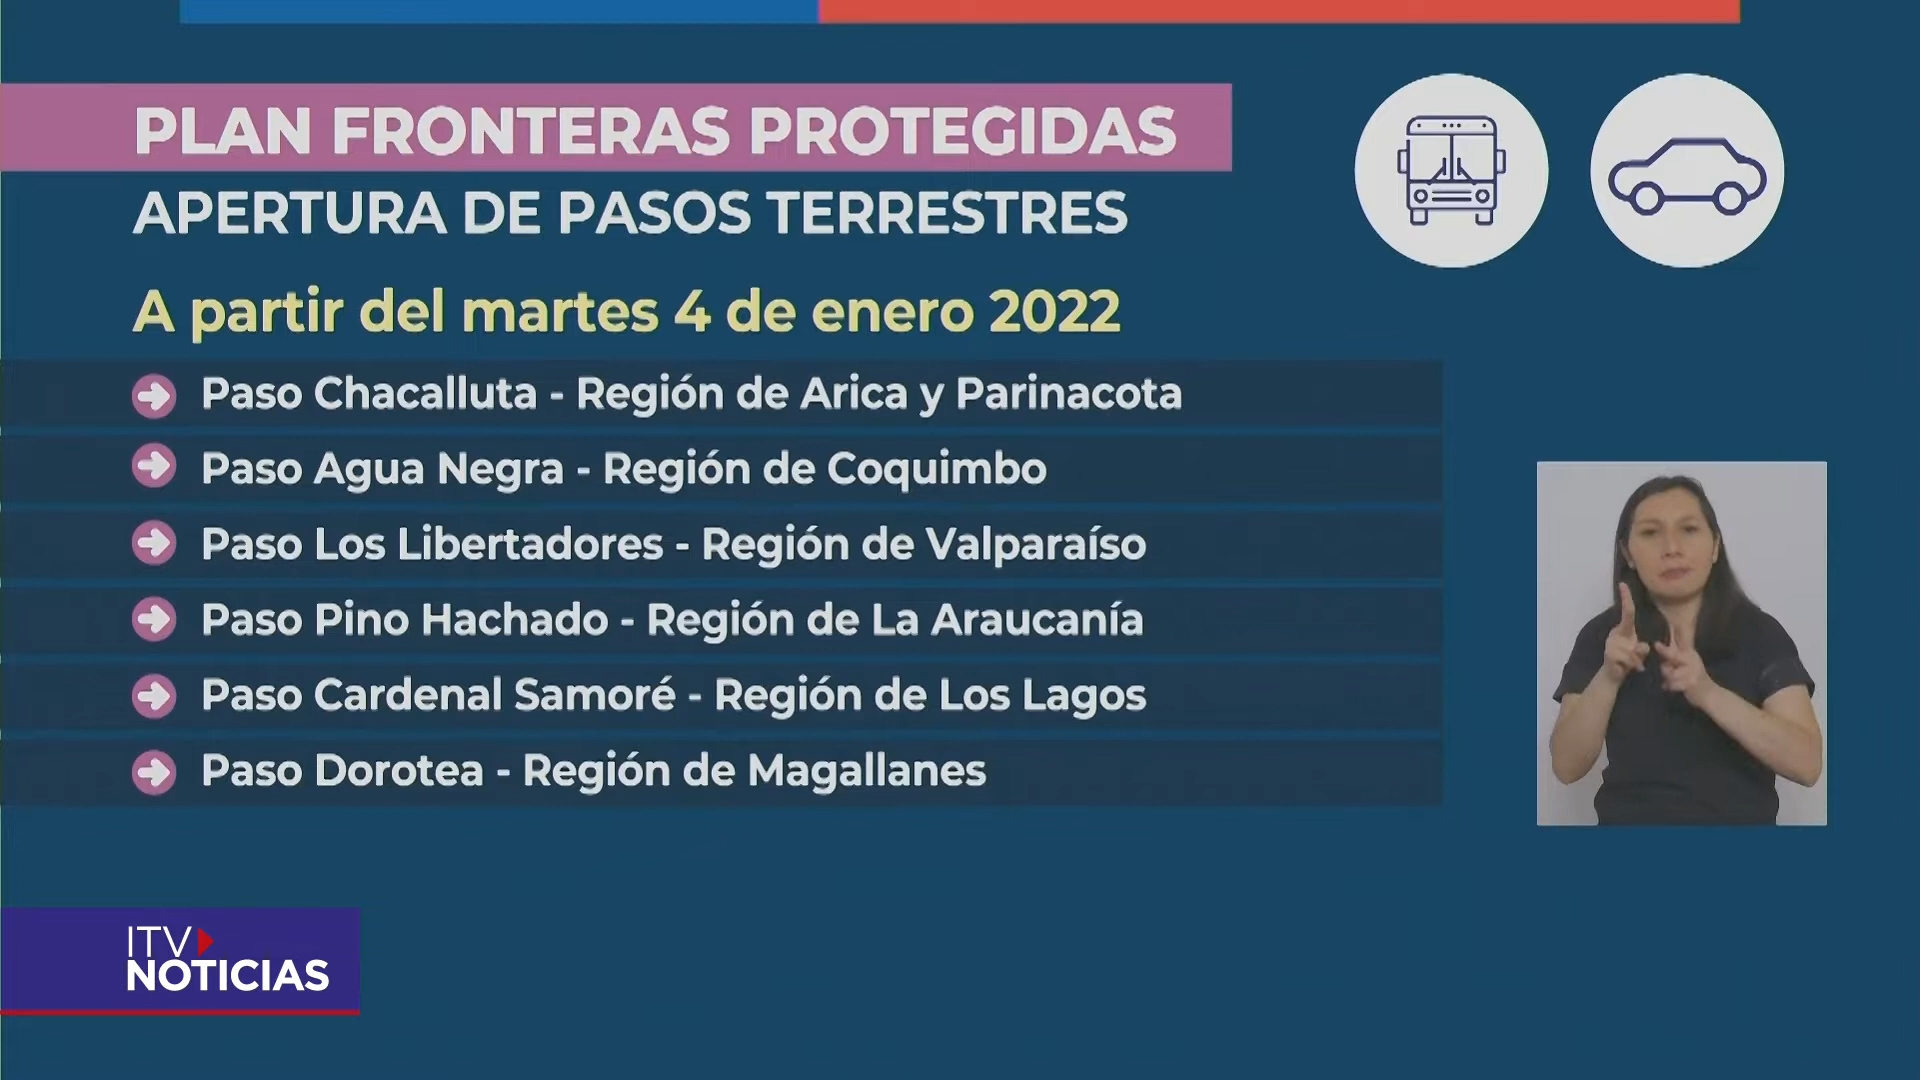 PLAN FRONTERAS PROTEGIDAS
APERTURA DE PASOS TERRESTRES
A partir del martes 4 de enero 2022
Paso Chacalluta - Región de Arica y Parinacota
Paso Agua Negra - Región de Coquimbo
Paso Los Libertadores - Región de Valparaíso
Paso Pino Hachado - Región de La Araucanía
Paso Cardenal Samoré - Región de Los Lagos
Paso Dorotea - Región de Magallanes
ITV
NOTICIAS